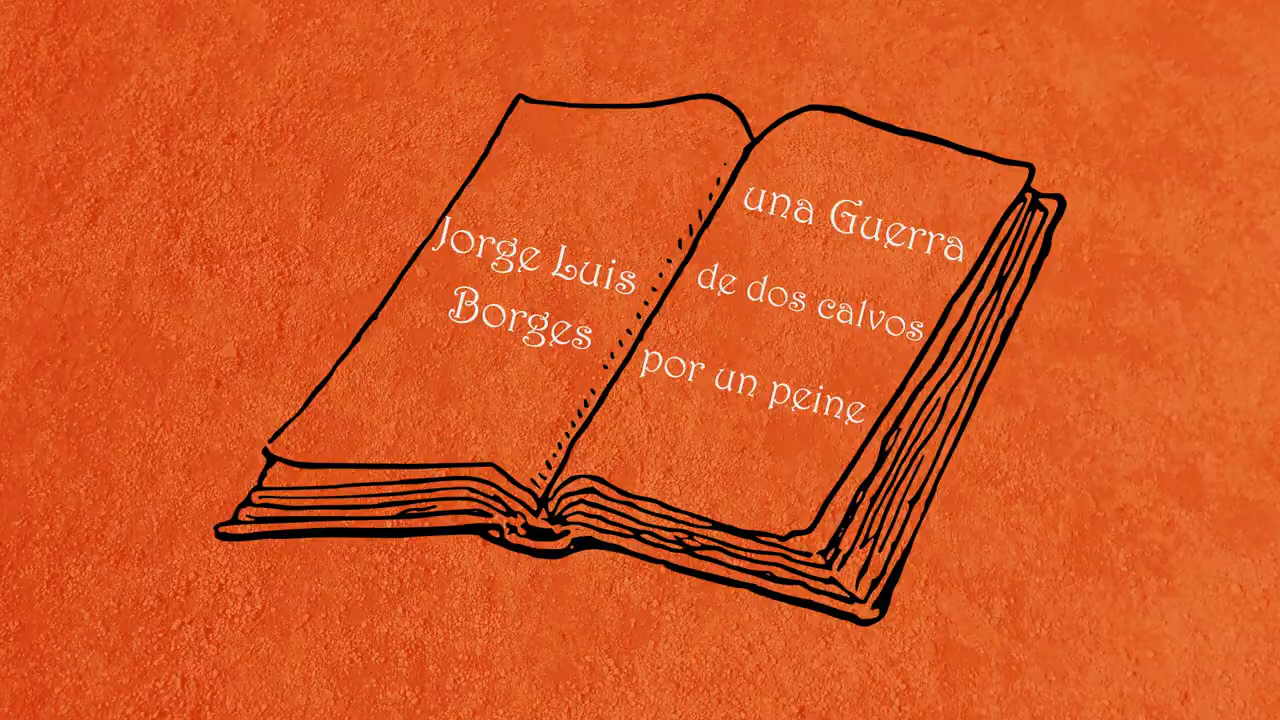 Jorge Luis
Borges
una Guerra
de dos calvos
por un peine